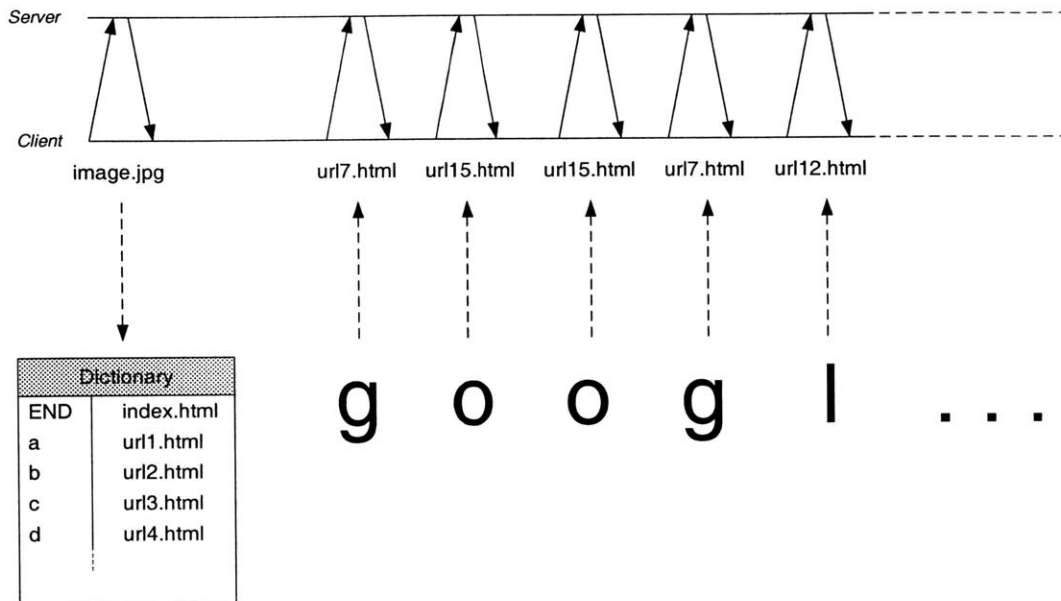 Server
Client
image.jpg url7.html url15.html url15.html url7.html url12.html
g o o g l . . .
Dictionary
END index.html
a url1.html
b url2.html
c url3.html
d url4.html